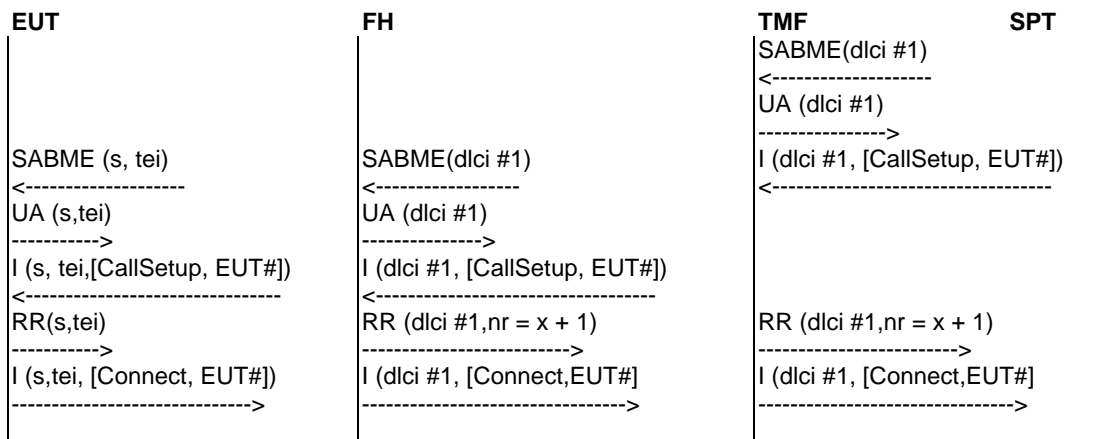 EUT FH TMF SPT
SABME(dlci #1)
<--------------------
UA (dlci #1)
---------------->
SABME (s, tei) SABME(dlci #1) I (dlci #1, [CallSetup, EUT#])
<-------------------- <------------------ <-----------------------------------
UA (s,tei) UA (dlci #1)
-----------> --------------->
I (s, tei,[CallSetup, EUT#]) I (dlci #1, [CallSetup, EUT#])
<-------------------------------- <-----------------------------------
RR(s,tei) RR (dlci #1,nr = x + 1) RR (dlci #1,nr = x + 1)
-----------> --------------------------> ------------------------->
I (s,tei, [Connect, EUT#]) I (dlci #1, [Connect,EUT#] I (dlci #1, [Connect,EUT#]
------------------------------> ---------------------------------> -------------------------------->